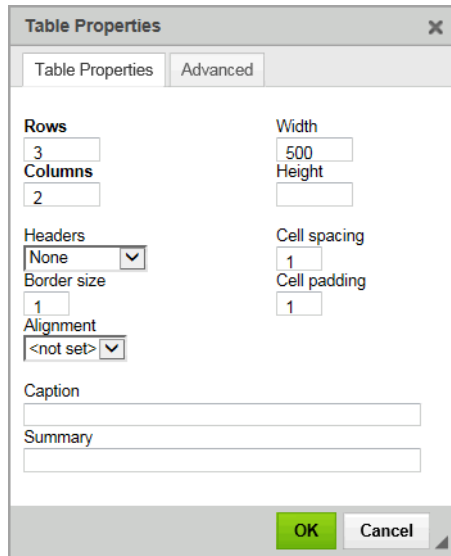 Table Properties
Table Properties Advanced
Rows Width
3 500
Columns Height
2
Headers Cell spacing
None 1
Border size Cell padding
1 1
Alignment
<not set>
Caption
Summary
OK Cancel